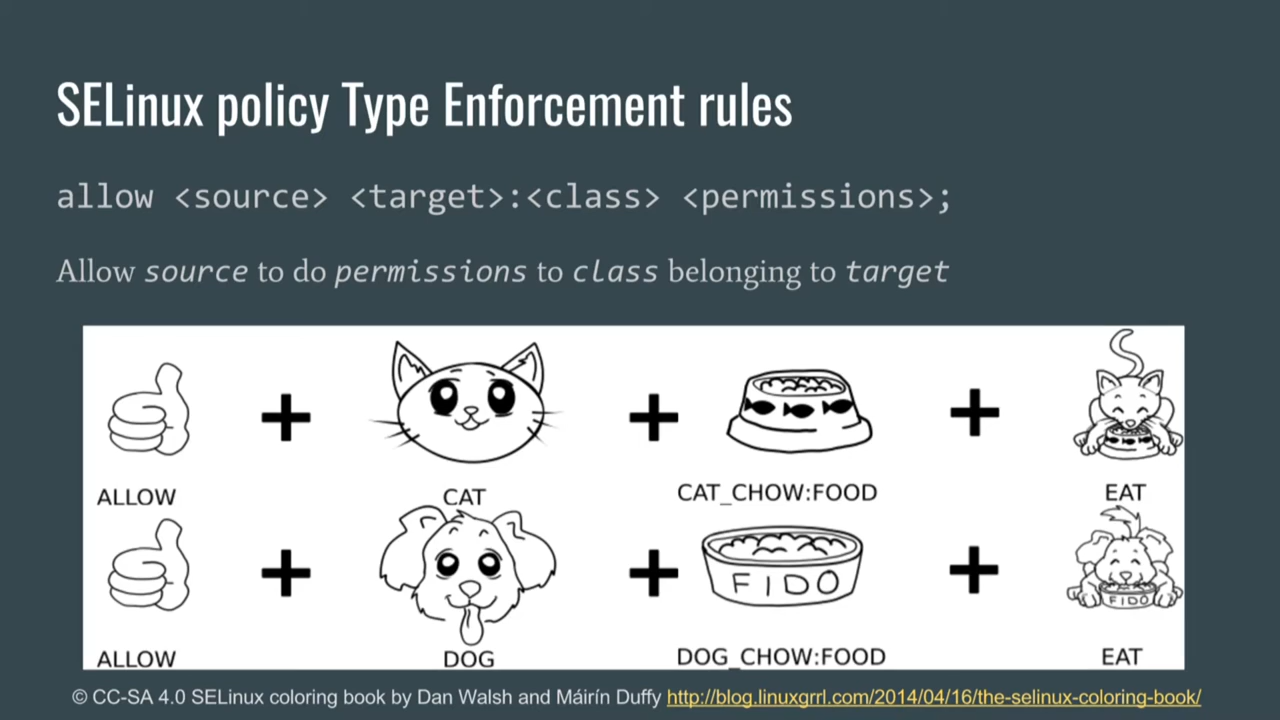 SELinux policy Type Enforcement rules
allow <source> <target>:<class> <permissions>;
Allow source to do permissions to class belonging to target
ALLOW CAT CAT_CHOW:FOOD EAT
FIDO FIDO
ALLOW DOG DOG_CHOW:FOOD EAT
© CC-SA 4.0 SELinux coloring book by Dan Walsh and Máirín Duffy http://blog.linuxgrrl.com/2014/04/16/the-selinux-coloring-book/